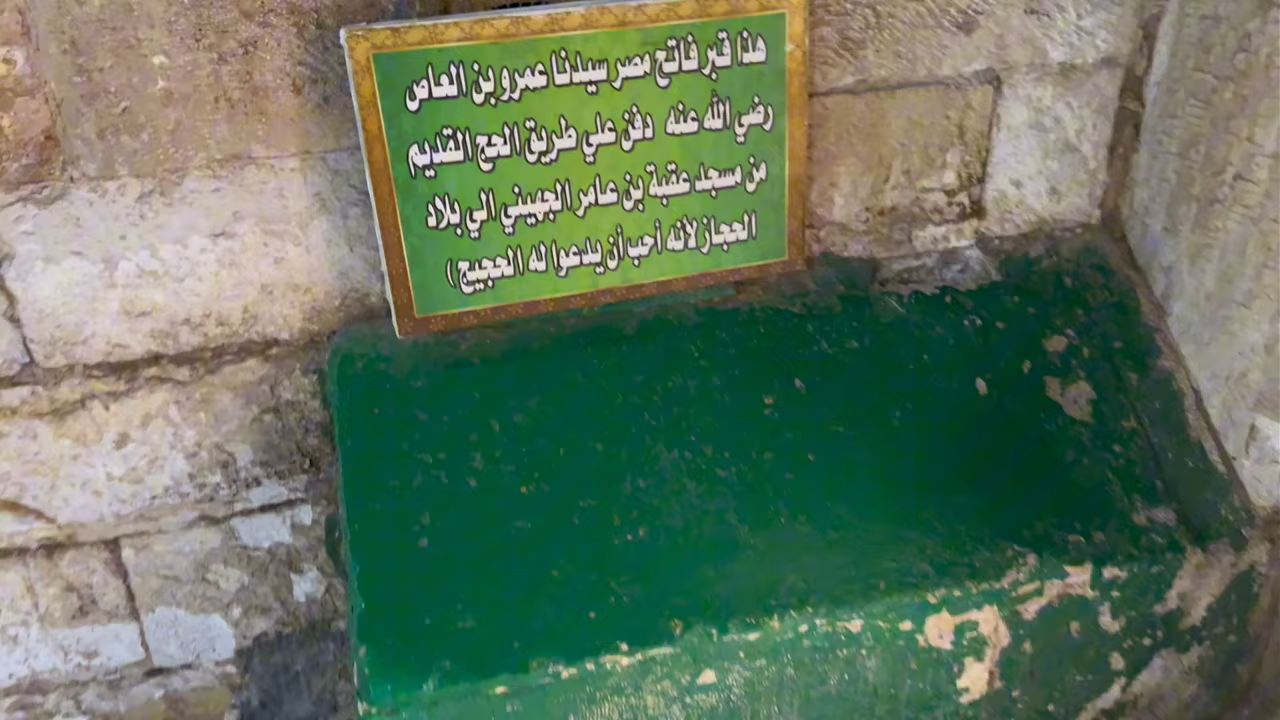 هذا قبر فاتح مصر سيدنا عمرو بن العاص
رضي الله عنه دفن علي طريق الحج القديم
من مسجد عقبة بن عامر الجهيني الي بلاد
الحجاز لانه أحب أن يدعوا له الحجيج )